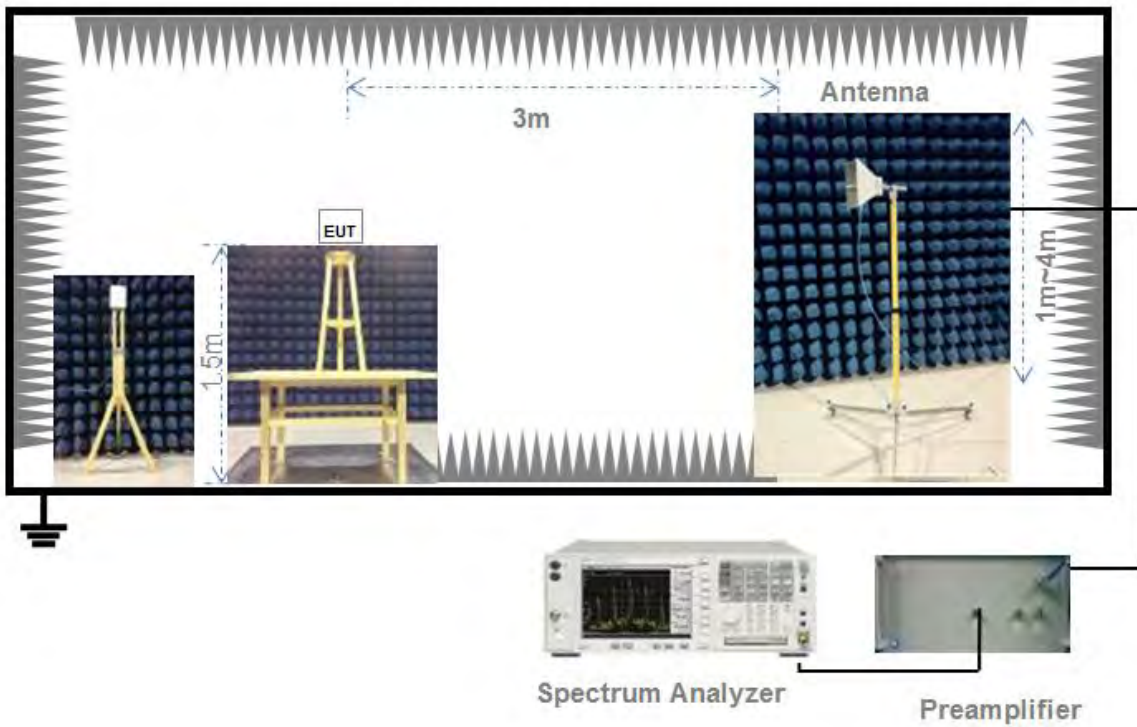 Antenna
3m
EUT
1.5m
1m~4m
Spectrum Analyzer
Preamplifier